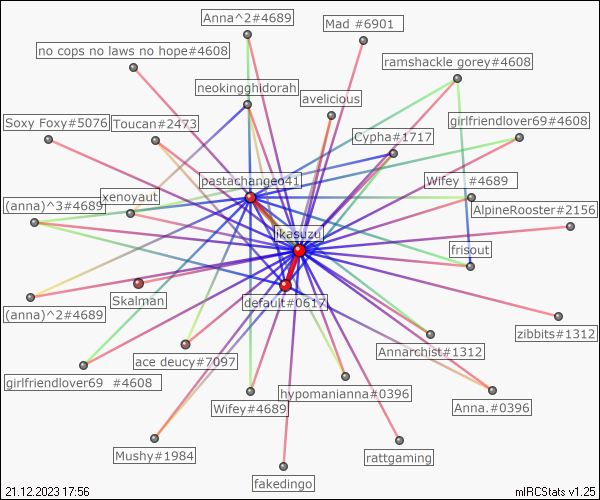 Anna^2#4689
Mad #6901
no cops no laws no hope#4608
ramshackle gorey#4608
neokingghidorah
avelicious
Soxy Foxy#5076
Toucan#2473
girlfriendlover69#4608
Cypha#1717
pastachangeo41
Wifey #4689
xenoyaut
(anna)^3#4689
AlpineRooster#2156
jkasuzu
frisout
Skalman
default#0617
(anna)^2#4689
zibbits#1312
Annarchist#1312
ace deucy#7097
girlfriendlover69 #4608
hypomanianna#0396
Wifey#4689
Anna.#0396
Mushy#1984
rattgaming
fakedingo
21.12.2023 17:56
mIRCStats v1.25